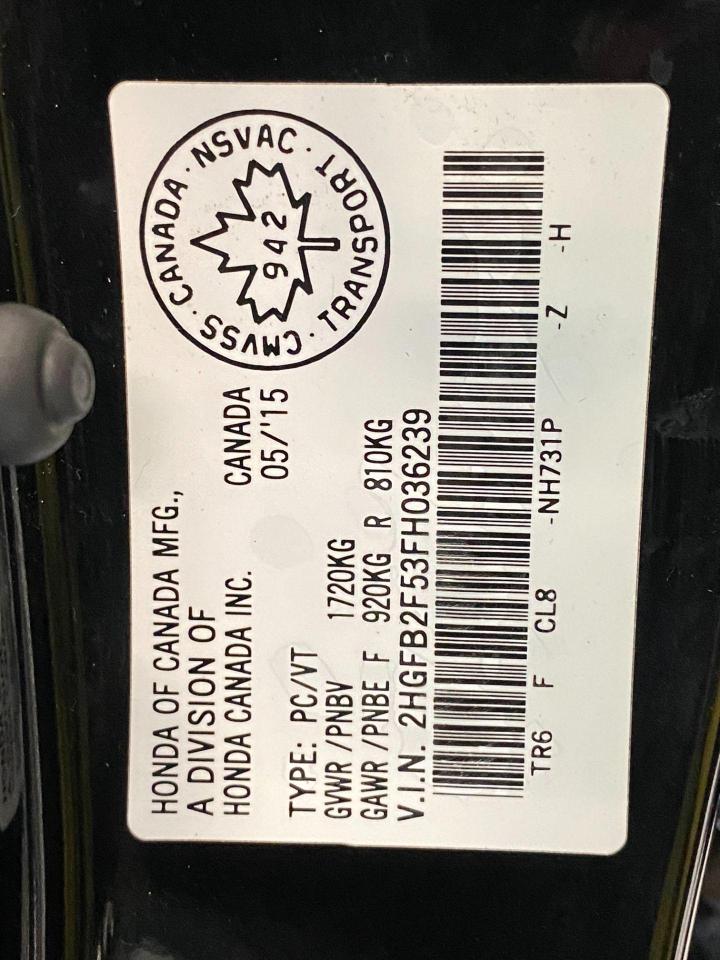 HONDA OF CANADA MFG.,
A DIVISION OF
HONDA CANADA INC. CANADA
05/'15
TYPE: PC/VT
GVWR /PNBV 1720KG
GAWR /PNBE F 920KG R 810KG
V.I.N. 2HGFB2F53FH036239
TR6 F CL8 -NH731P -Z -H
CANADA · NSVAC · TRANSPORT · CMVSS ·
942